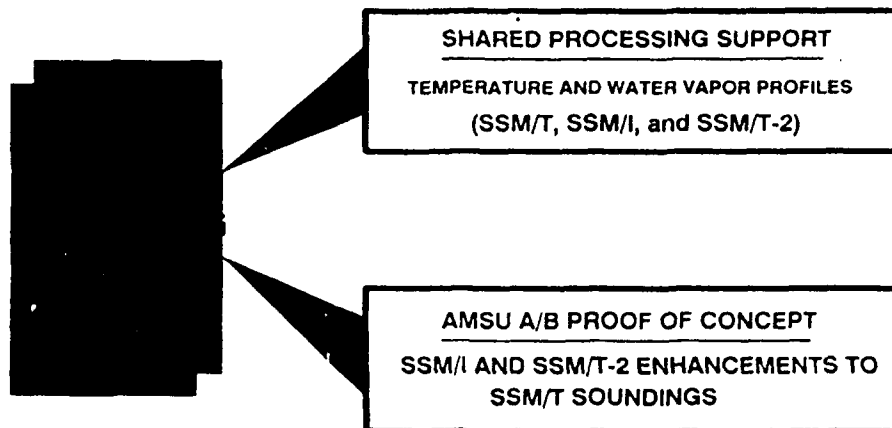 SHARED PROCESSING SUPPORT
TEMPERATURE AND WATER VAPOR PROFILES
(SSM/T, SSM/I, and SSM/T-2)
AMSU A/B PROOF OF CONCEPT
SSM/I AND SSM/T-2 ENHANCEMENTS TO
SSM/T SOUNDINGS